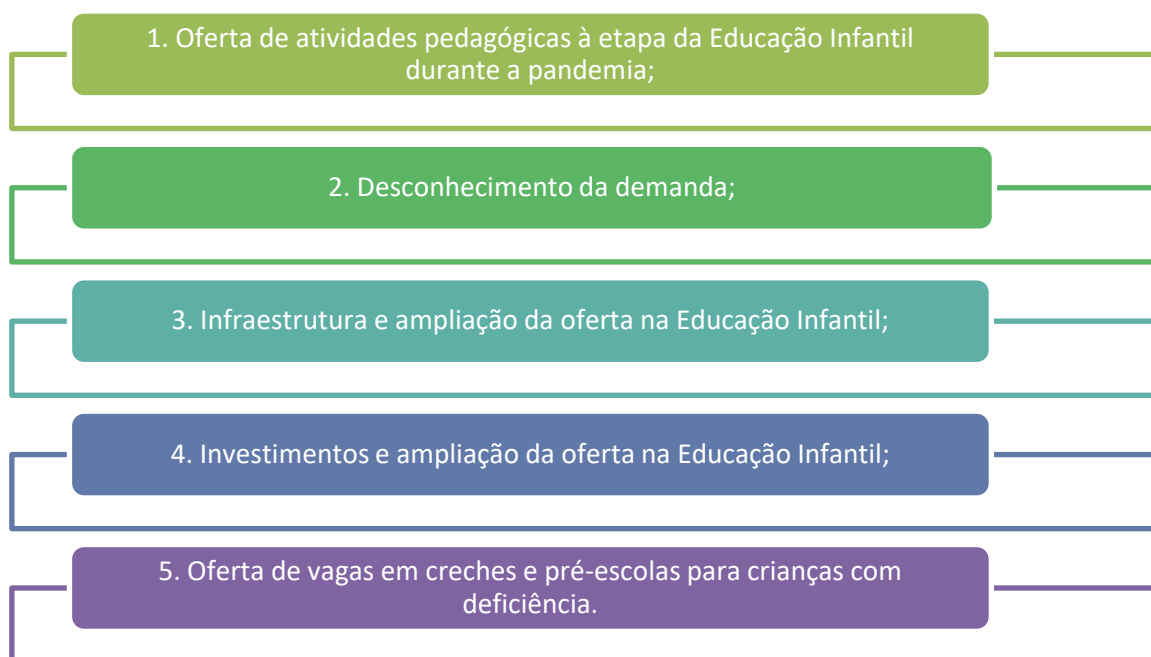 1. Oferta de atividades pedagógicas à etapa da Educação Infantil
durante a pandemia;
2. Desconhecimento da demanda;
3. Infraestrutura e ampliação da oferta na Educação Infantil;
4. Investimentos e ampliação da oferta na Educação Infantil;
5. Oferta de vagas em creches e pré-escolas para crianças com
deficiência.